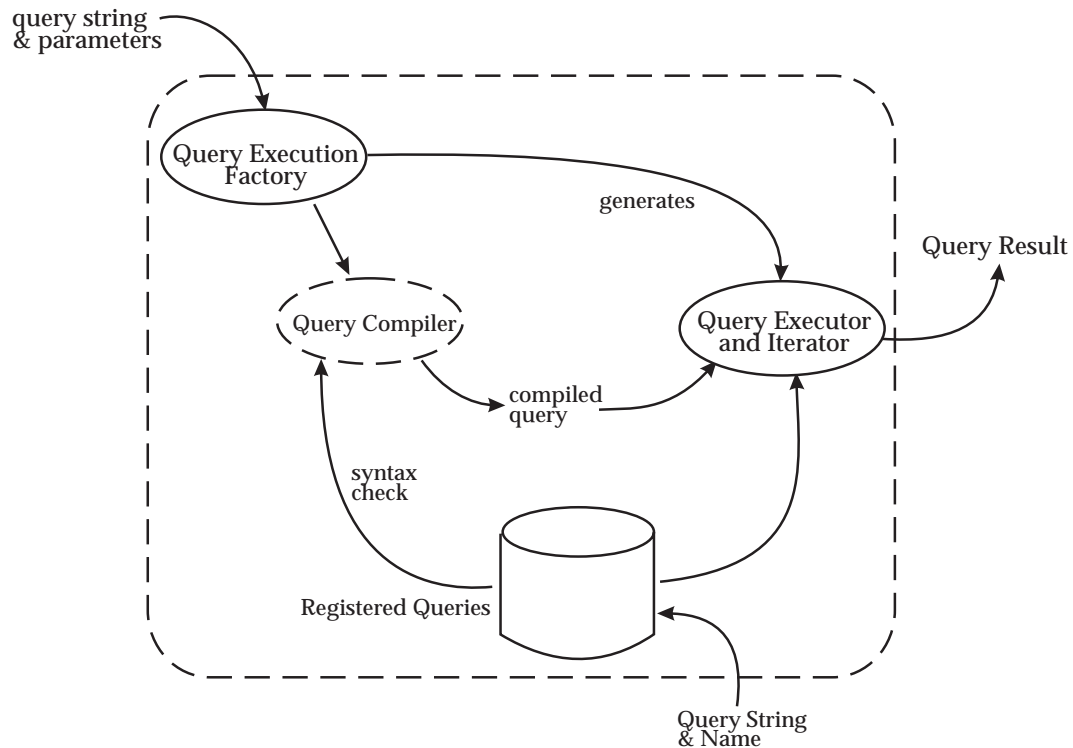 query string
& parameters
Query Execution
Factory
generates
Query Result
Query Compiler
Query Executor
and Iterator
compiled
query
syntax
check
Registered Queries
Query String
& Name